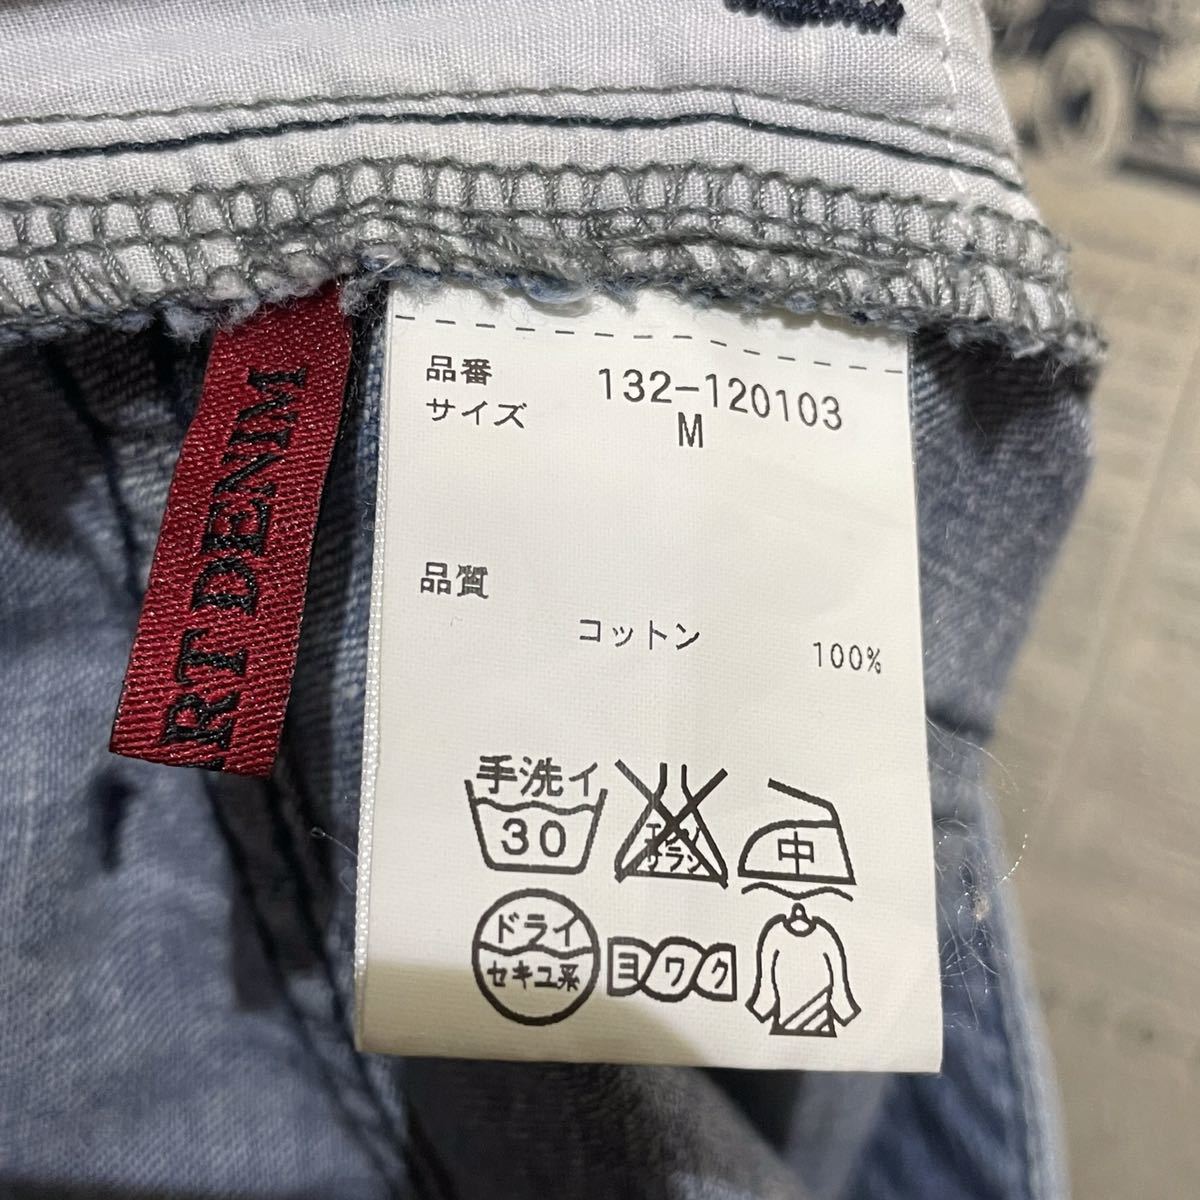 品番 132-120103
サイズ M
品質
コットン 100%
手洗イ
30
中
ドライ
セキユ系
ヨワク
RT DENIM